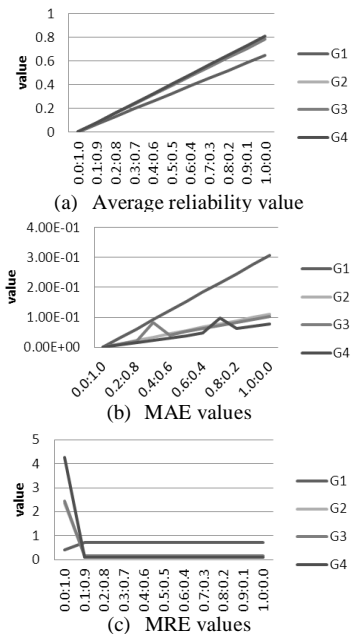 1
0.8
0.6
0.4
0.2
0
value
0.0:1.0
0.1:0.9
0.2:0.8
0.3:0.7
0.4:0.6
0.5:0.5
0.6:0.4
0.7:0.3
0.8:0.2
0.9:0.1
1.0:0.0
G1
G2
G3
G4
(a) Average reliability value
4.00E-01
3.00E-01
2.00E-01
1.00E-01
0.00E+00
value
0.0:1.0
0.2:0.8
0.4:0.6
0.6:0.4
0.8:0.2
1.0:0.0
G1
G2
G3
G4
(b) MAE values
5
4
3
2
1
0
value
0.0:1.0
0.1:0.9
0.2:0.8
0.3:0.7
0.4:0.6
0.5:0.5
0.6:0.4
0.7:0.3
0.8:0.2
0.9:0.1
1.0:0.0
G1
G2
G3
G4
(c) MRE values